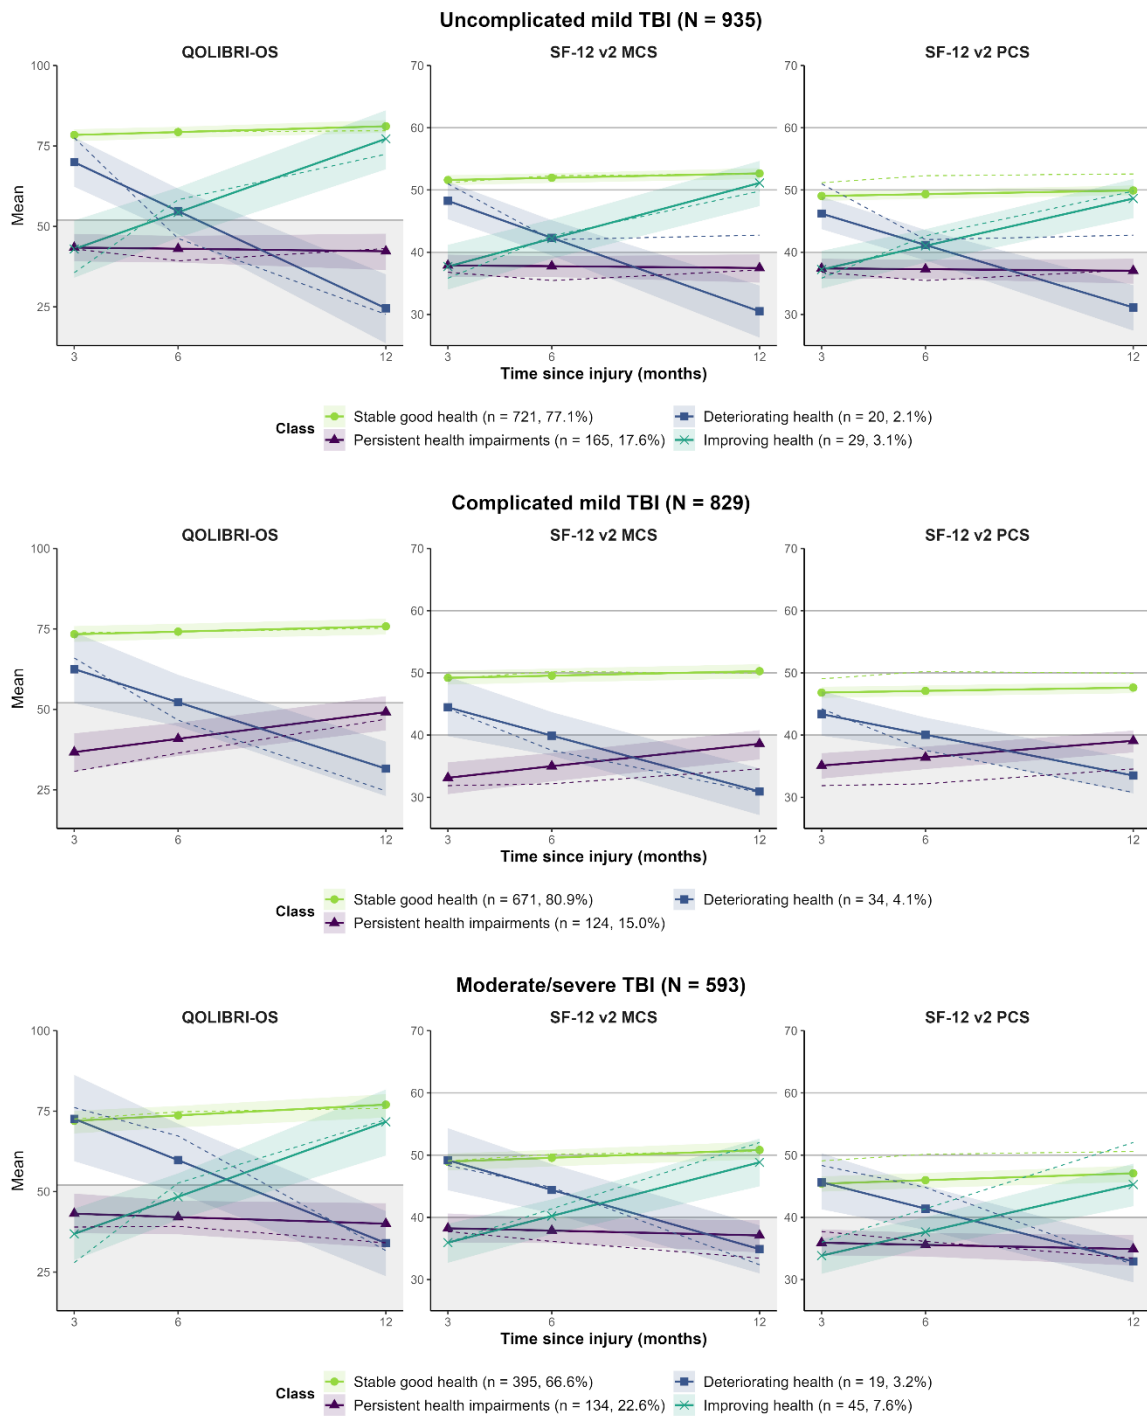 Uncomplicated mild TBI (N = 935)
QOLIBRI-OS
SF-12 v2 MCS
SF-12 v2 PCS
Mean
100
75
50
25
70
60
50
40
30
70
60
50
40
30
3 6 12
3 6 12
3 6 12
Time since injury (months)
Class
Stable good health (n = 721, 77.1%)
Deteriorating health (n = 20, 2.1%)
Persistent health impairments (n = 165, 17.6%)
Improving health (n = 29, 3.1%)
Complicated mild TBI (N = 829)
QOLIBRI-OS
SF-12 v2 MCS
SF-12 v2 PCS
Mean
100
75
50
25
70
60
50
40
30
70
60
50
40
30
3 6 12
3 6 12
3 6 12
Time since injury (months)
Class
Stable good health (n = 671, 80.9%)
Deteriorating health (n = 34, 4.1%)
Persistent health impairments (n = 124, 15.0%)
Moderate/severe TBI (N = 593)
QOLIBRI-OS
SF-12 v2 MCS
SF-12 v2 PCS
Mean
100
75
50
25
70
60
50
40
30
70
60
50
40
30
3 6 12
3 6 12
3 6 12
Time since injury (months)
Class
Stable good health (n = 395, 66.6%)
Deteriorating health (n = 19, 3.2%)
Persistent health impairments (n = 134, 22.6%)
Improving health (n = 45, 7.6%)